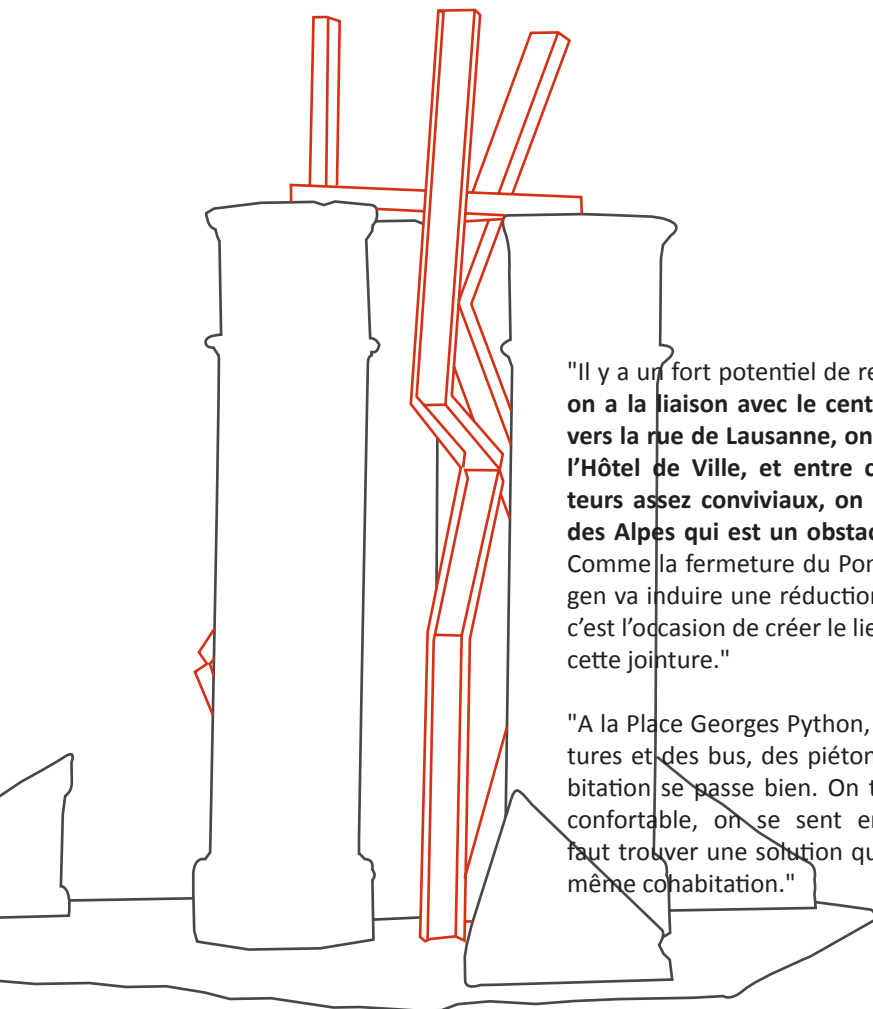 "Il y a un fort potentiel de re
on a la liaison avec le cent
vers la rue de Lausanne, on
l’Hôtel de Ville, et entre c
teurs assez conviviaux, on
des Alpes qui est un obstac
Comme la fermeture du Pon
gen va induire une réduction
c’est l’occasion de créer le lie
cette jointure."
"A la Place Georges Python,
tures et des bus, des piéton
bitation se passe bien. On t
confortable, on se sent en
faut trouver une solution qu
même cohabitation."